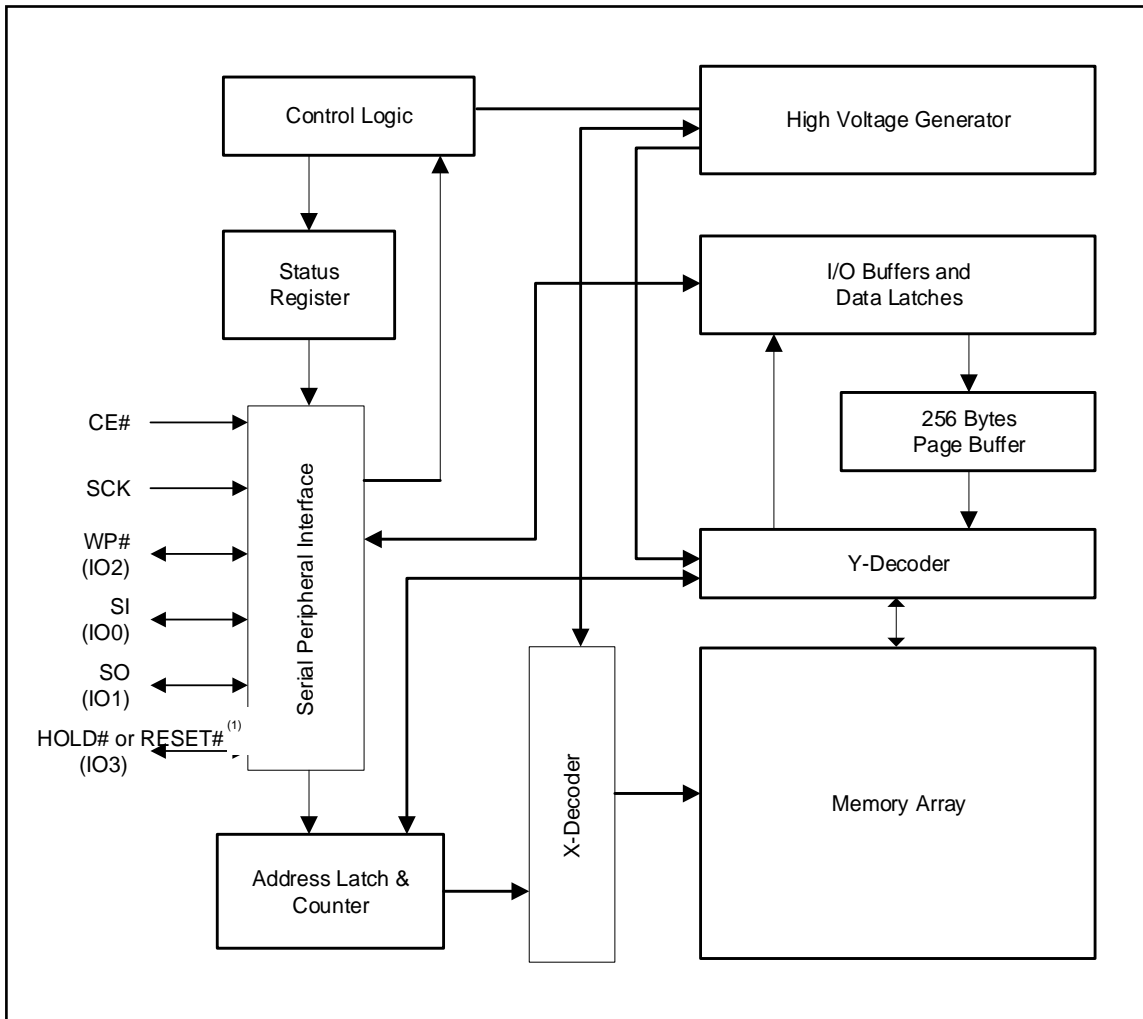 Control Logic
High Voltage Generator
Status
Register
I/O Buffers and
Data Latches
256 Bytes
Page Buffer
CE#
SCK
WP#
(IO2)
SI
(IO0)
SO
(IO1)
HOLD# or RESET# (1)
(IO3)
Serial Peripheral Interface
Y-Decoder
X-Decoder
Memory Array
Address Latch &
Counter